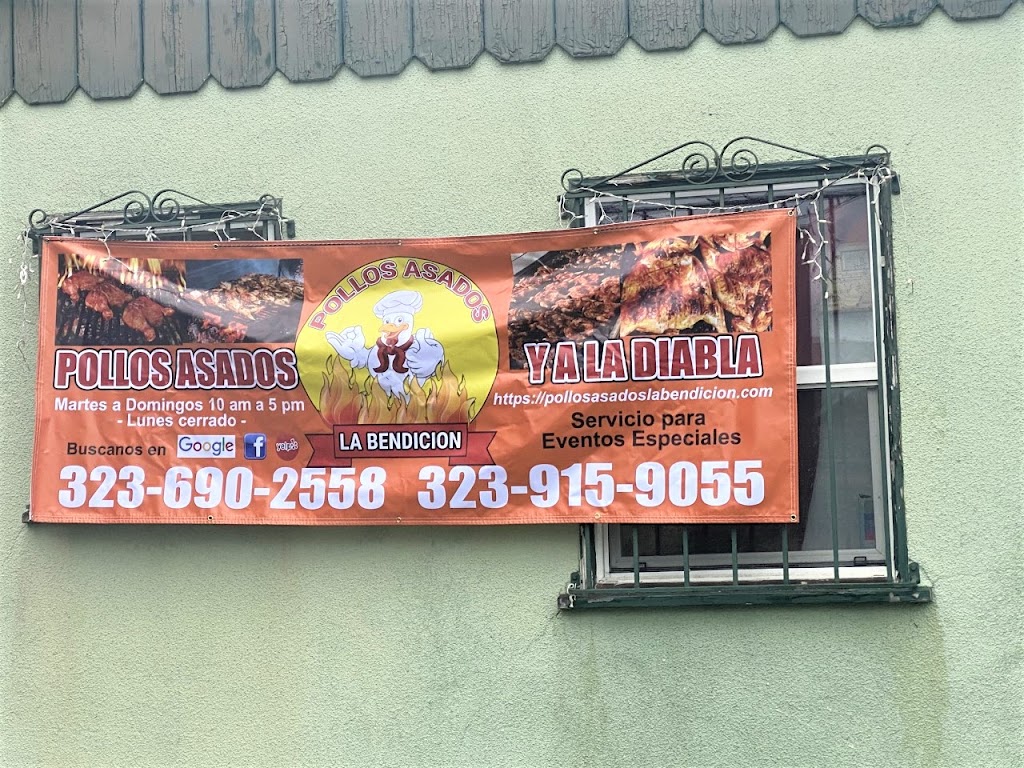 POLLOS ASADOS
Martes a Domingos 10 am a 5 pm
- Lunes cerrado -
Buscanos en Google f yelp
323-690-2558
POLLOS ASADOS
LA BENDICION
Y A LA DIABLA
https://pollosasadoslabendicion.com
Servicio para
Eventos Especiales
323-915-9055